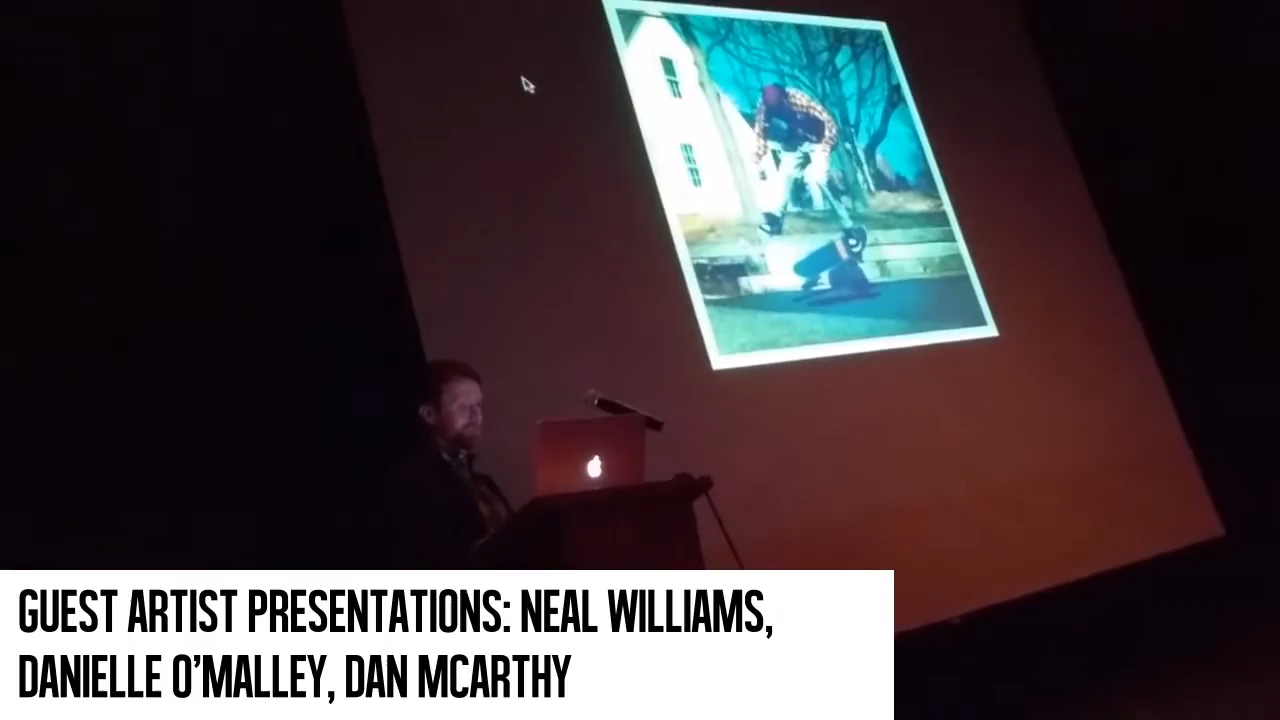 GUEST ARTIST PRESENTATIONS: NEAL WILLIAMS,
DANIELLE O'MALLEY, DAN MCARTHY